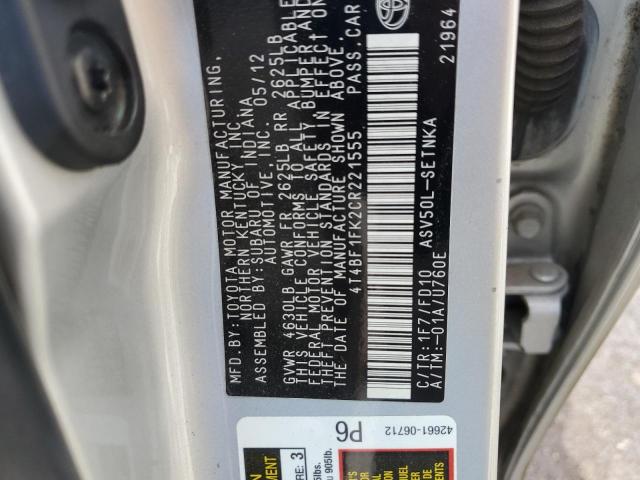 MFD. BY:TOYOTA MOTOR MANUFACTURING,
NORTHERN KENTUCKY INC.
ASSEMBLED BY:SUBARU OF INDIANA
AUTOMOTIVE, INC. 05/12
GVWR 4630LB GAWR FR 2625LB RR 2625LB
THIS VEHICLE CONFORMS TO ALL APPLICABLE
FEDERAL MOTOR VEHICLE SAFETY, BUMPER, AND
THEFT PREVENTION STANDARDS IN EFFECT ON
THE DATE OF MANUFACTURE SHOWN ABOVE.
4T4BF1FK2CR221555 PASS.CAR
C/TR:1F7/FD10 ASV50L-SETNKA
A/TM:-01A/U760E
21964
42661-06712
P6
3
905lb.